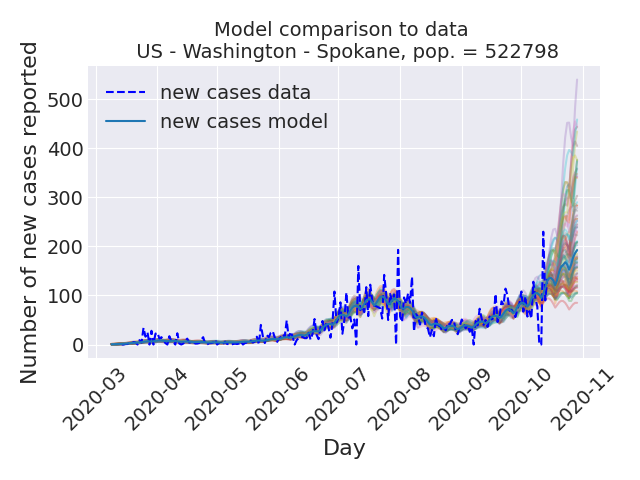 Model comparison to data
US - Washington - Spokane, pop. = 522798
Number of new cases reported
500
400
300
200
100
0
new cases data
new cases model
2020-03
2020-04
2020-05
2020-06
2020-07
2020-08
2020-09
2020-10
2020-11
Day